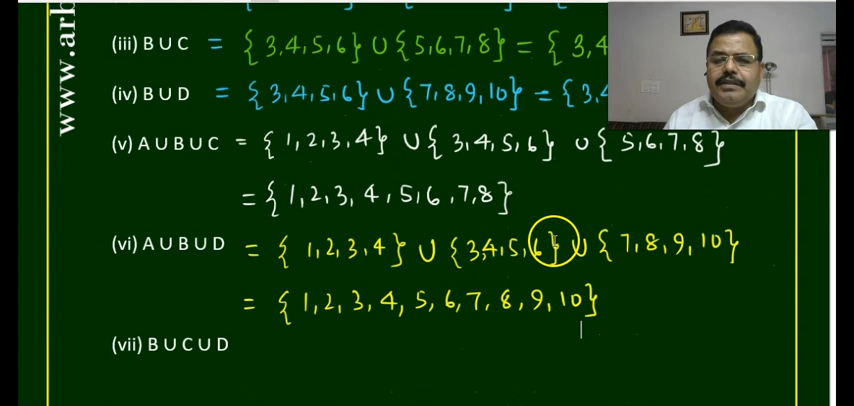 www.arb
(iii) B U C = {3,4,5,6} ∪ {5,6,7,8} = {3,4
(iv) B U D = {3,4,5,6} ∪ {7,8,9,10} = {3,4
(v) A U B U C = {1,2,3,4} ∪ {3,4,5,6} ∪ {5,6,7,8}
= {1,2,3,4,5,6,7,8}
(vi) A U B U D = {1,2,3,4} ∪ {3,4,5,6} ∪ {7,8,9,10}
= {1,2,3,4,5,6,7,8,9,10}
(vii) B U C U D